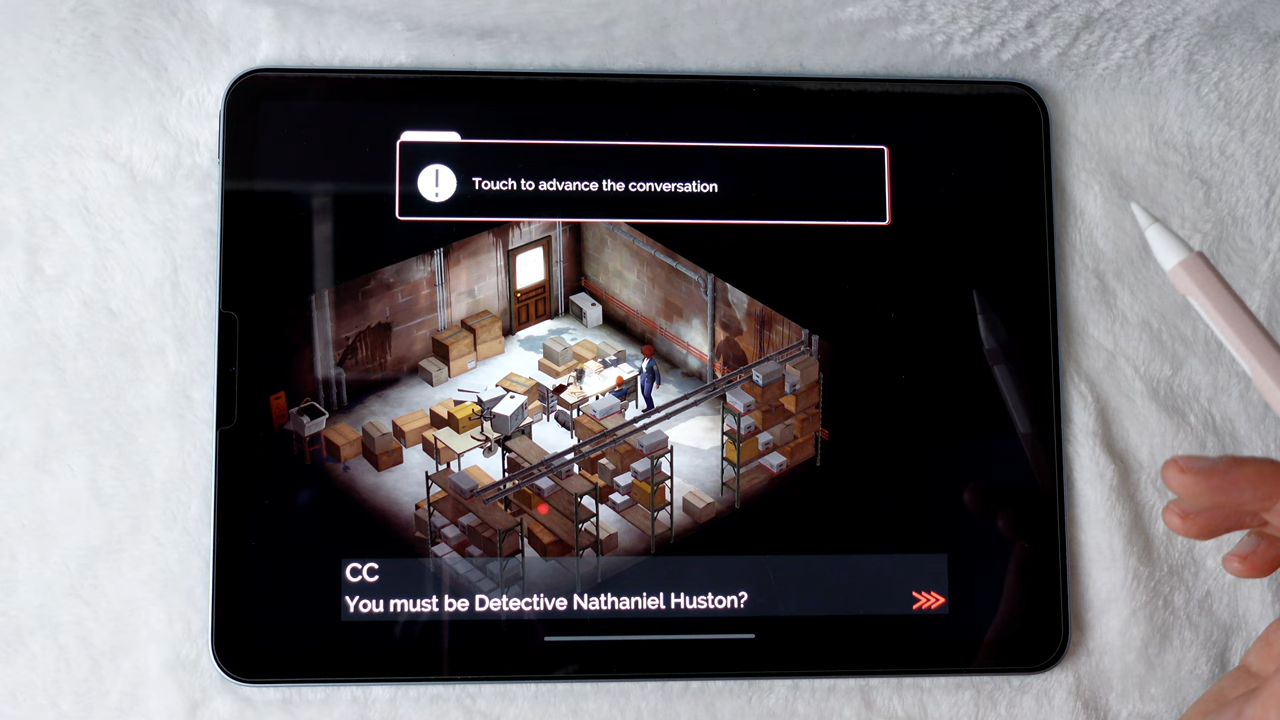 Touch to advance the conversation
CC
You must be Detective Nathaniel Huston?